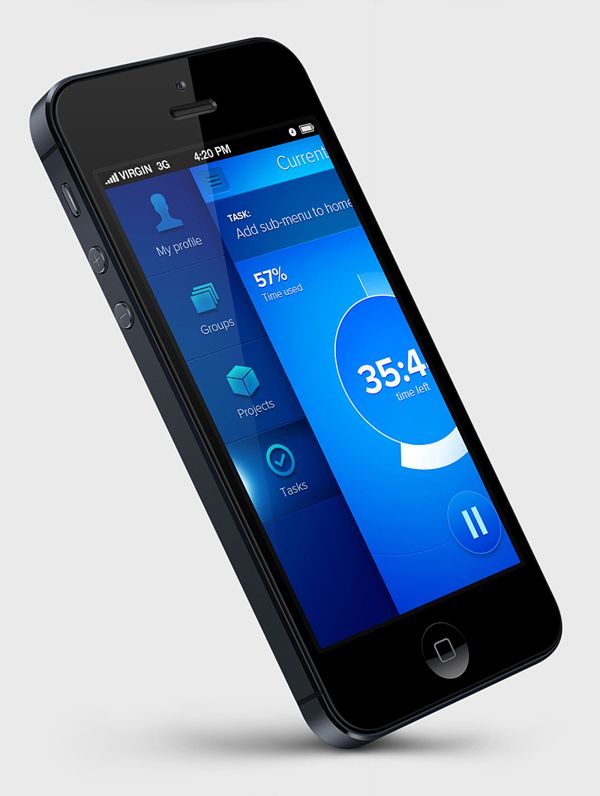 VIRGIN 3G 4:20 PM
Current
TASK:
Add sub-menu to home
57%
Time used
My profile
Groups
Projects
Tasks
35:4
time left